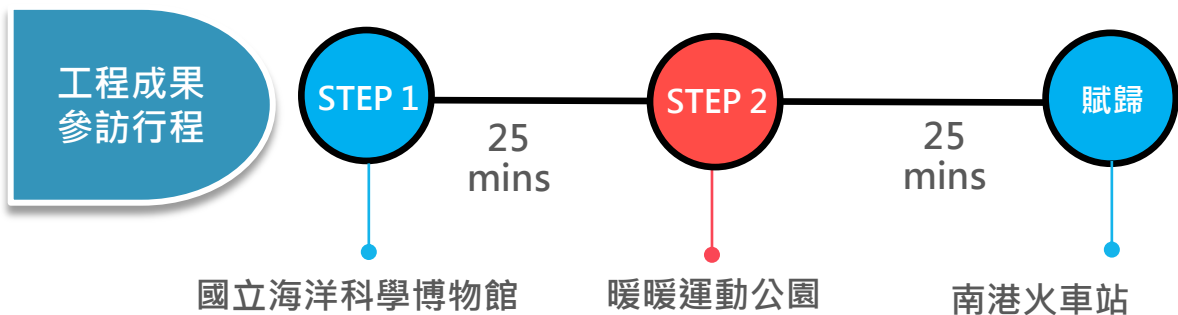 工程成果
參訪行程
STEP 1
25
mins
STEP 2
25
mins
賦歸
國立海洋科學博物館
暖暖運動公園
南港火車站